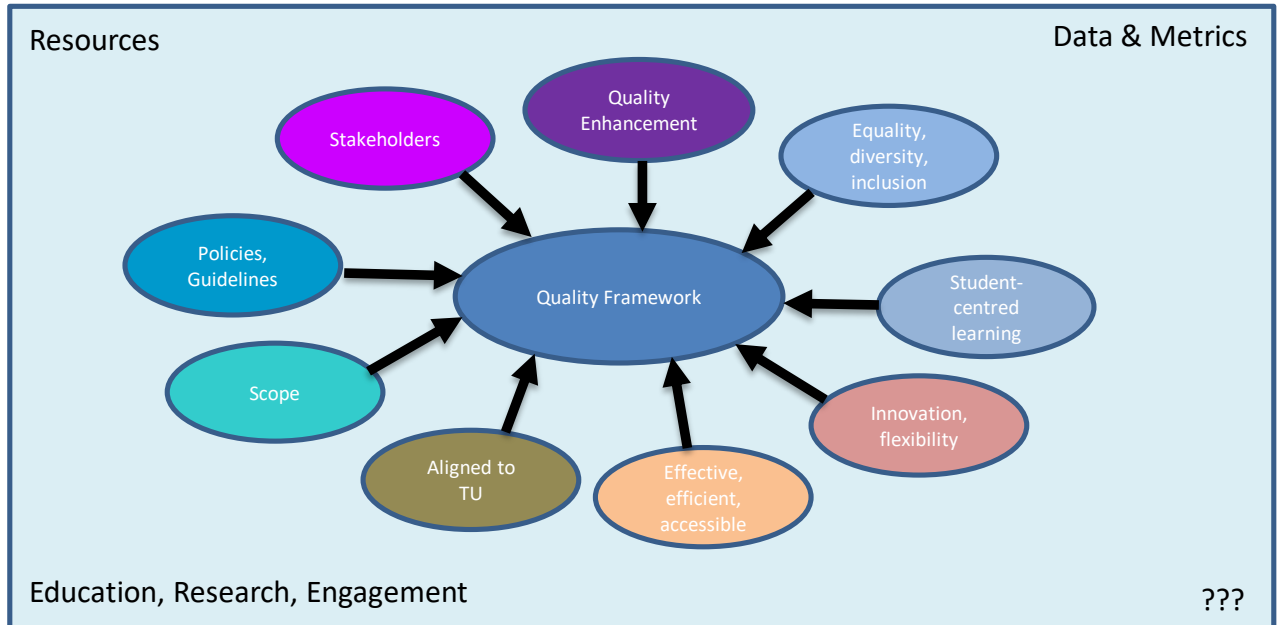 Resources
Data & Metrics
Quality
Enhancement
Stakeholders
Equality,
diversity,
inclusion
Policies,
Guidelines
Quality Framework
Student-
centred
learning
Scope
Innovation,
flexibility
Aligned to
TU
Effective,
efficient,
accessible
Education, Research, Engagement
???